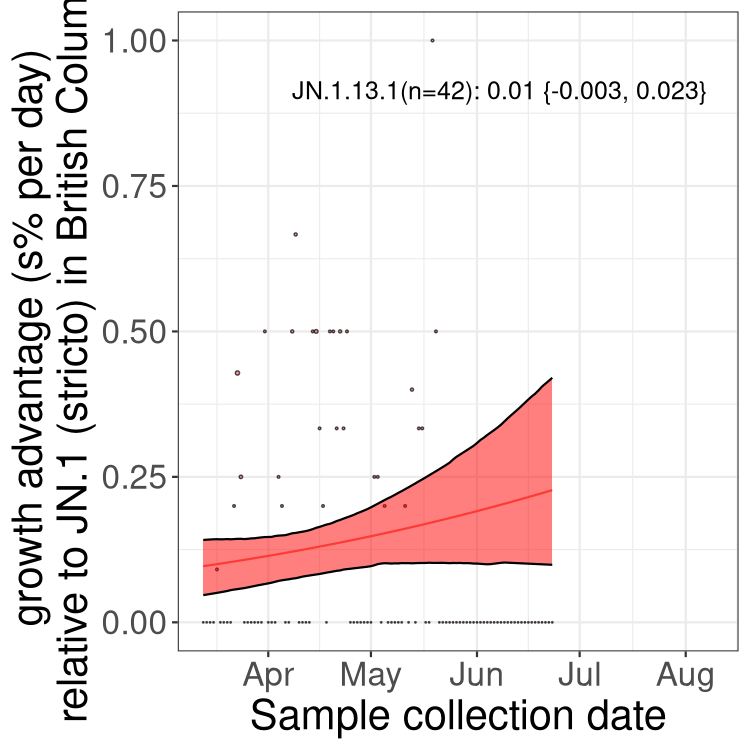 growth advantage (s% per day)
relative to JN.1 (stricto) in British Colum
1.00
0.75
0.50
0.25
0.00
JN.1.13.1(n=42): 0.01 {-0.003, 0.023}
Apr May Jun Jul Aug
Sample collection date